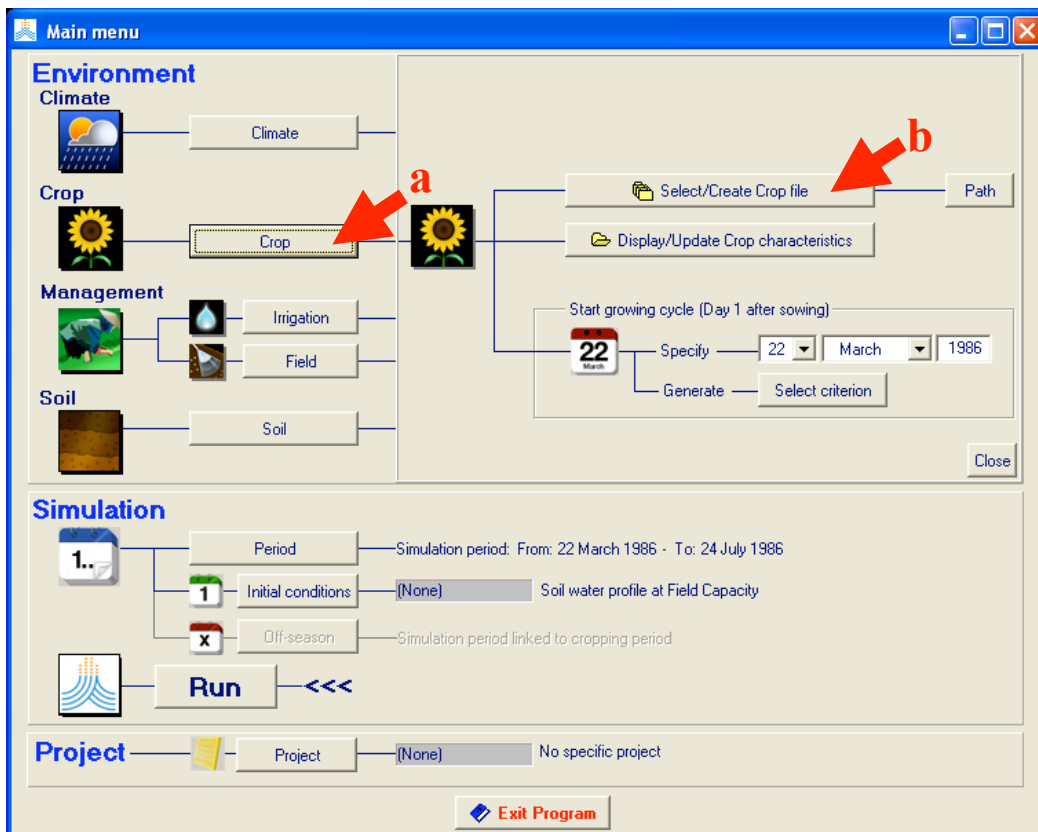 Main menu
Environment
Climate
Climate
b
a
Select/Create Crop file
Path
Crop
Crop
Display/Update Crop characteristics
Management
Irrigation
Field
Start growing cycle (Day 1 after sowing)
22
March
Specify
22
March
1986
Generate
Select criterion
Soil
Soil
Close
Simulation
1..
Period
Simulation period: From: 22 March 1986 - To: 24 July 1986
1
Initial conditions
(None)
Soil water profile at Field Capacity
x
Off-season
Simulation period linked to cropping period
Run
<<<
Project
Project
(None)
No specific project
Exit Program